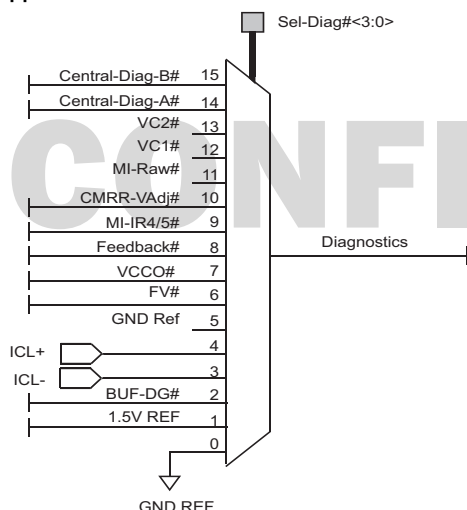 Sel-Diag#<3:0>
Central-Diag-B# 15
Central-Diag-A# 14
VC2# 13
VC1# 12
MI-Raw# 11
CMRR-VAdj# 10
MI-IR4/5# 9
Feedback# 8
Diagnostics
VCCO# 7
FV# 6
GND Ref 5
ICL+ 4
ICL- 3
BUF-DG# 2
1.5V REF 1
0
GND REF
CONFI